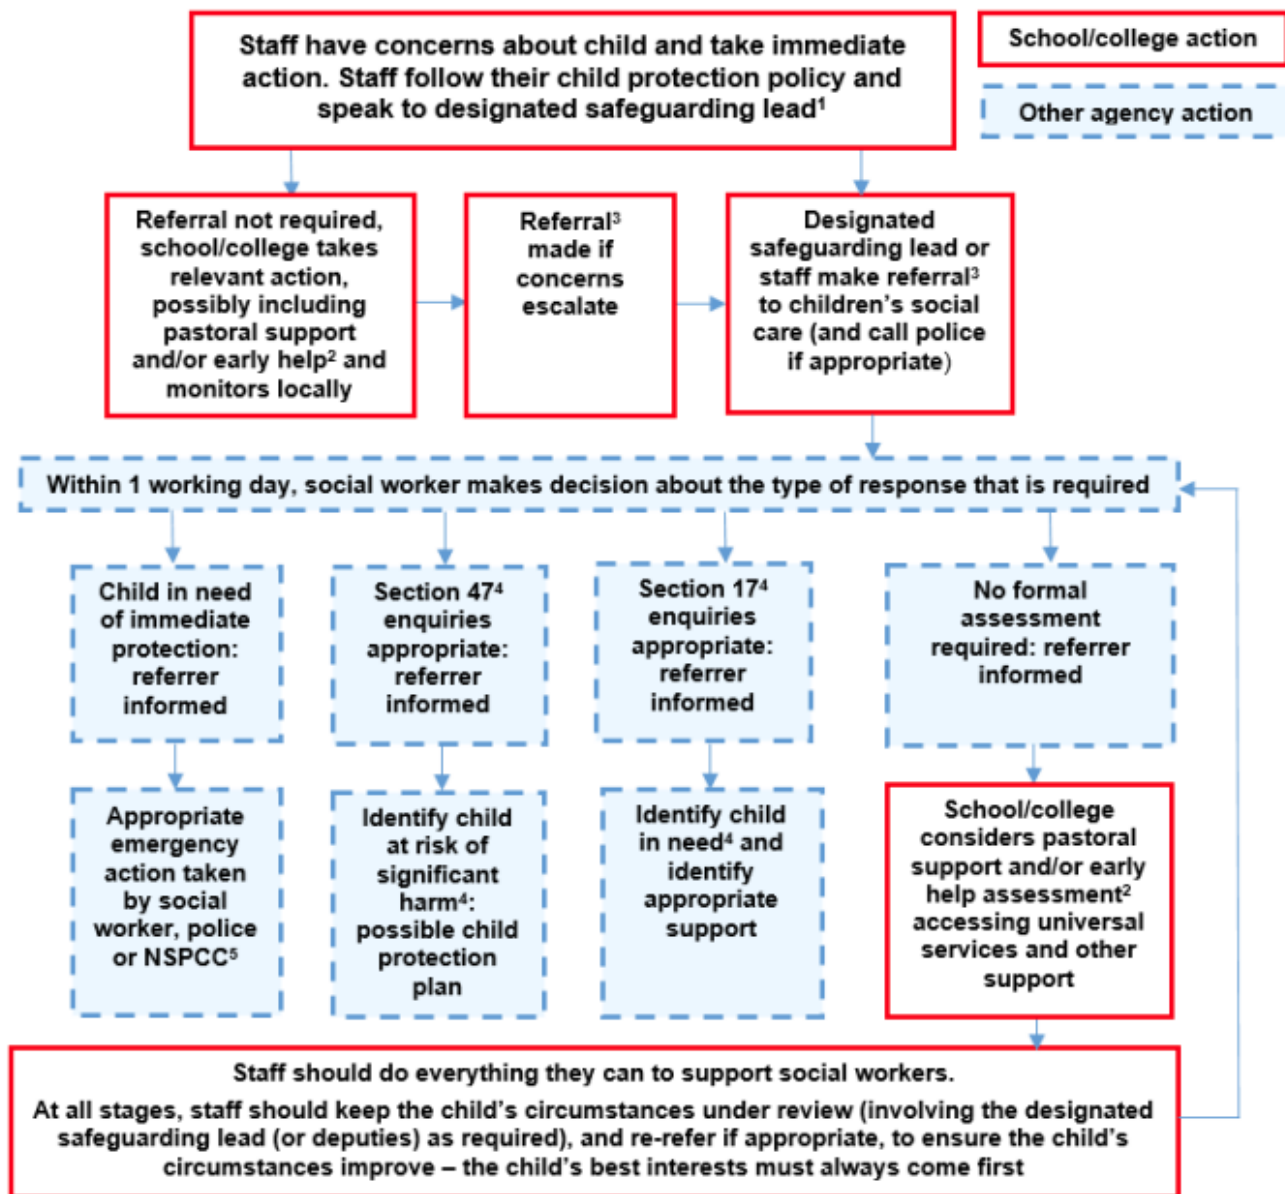 Staff have concerns about child and take immediate
action. Staff follow their child protection policy and
speak to designated safeguarding lead¹
School/college action
Other agency action
Referral not required,
school/college takes
relevant action,
possibly including
pastoral support
and/or early help² and
monitors locally
Referral³
made if
concerns
escalate
Designated
safeguarding lead or
staff make referral³
to children's social
care (and call police
if appropriate)
Within 1 working day, social worker makes decision about the type of response that is required
Child in need
of immediate
protection:
referrer
informed
Section 47⁴
enquiries
appropriate:
referrer
informed
Section 17⁴
enquiries
appropriate:
referrer
informed
No formal
assessment
required: referrer
informed
Appropriate
emergency
action taken
by social
worker, police
or NSPCC⁵
Identify child
at risk of
significant
harm⁴:
possible child
protection
plan
Identify child
in need⁴ and
identify
appropriate
support
School/college
considers pastoral
support and/or early
help assessment²
accessing universal
services and other
support
Staff should do everything they can to support social workers.
At all stages, staff should keep the child's circumstances under review (involving the designated
safeguarding lead (or deputies) as required), and re-refer if appropriate, to ensure the child's
circumstances improve – the child's best interests must always come first